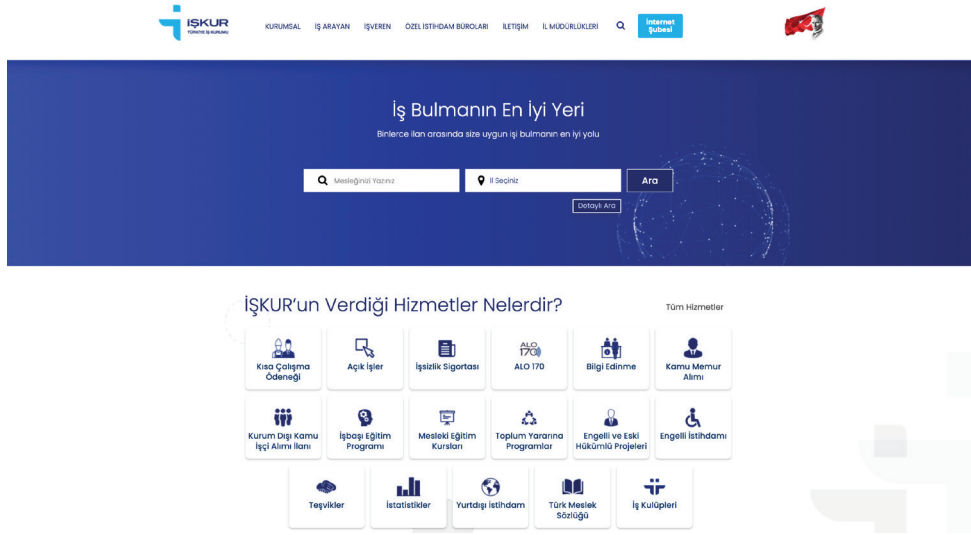 İŞKUR
TÜRKİYE İŞ KURUMU
KURUMSAL İŞ ARAYAN İŞVEREN ÖZEL İSTİHDAM BÜROLARI İLETİŞİM İL MÜDÜRLÜKLERİ
İnternet
Şubesi
İş Bulmanın En İyi Yeri
Binlerce ilan arasında size uygun işi bulmanın en iyi yolu
Mesleğinizi Yazınız
İl Seçiniz
Ara
Detaylı Ara
İŞKUR'un Verdiği Hizmetler Nelerdir?
Tüm Hizmetler
Kısa Çalışma
Ödeneği
Açık İşler
İşsizlik Sigortası
ALO
170
ALO 170
Bilgi Edinme
Kamu Memur
Alımı
Kurum Dışı Kamu
İşçi Alımı İlanı
İşbaşı Eğitim
Programı
Mesleki Eğitim
Kursları
Toplum Yararına
Programlar
Engelli ve Eski
Hükümlü Projeleri
Engelli İstihdamı
Teşvikler
İstatistikler
Yurtdışı İstihdam
Türk Meslek
Sözlüğü
İş Kulüpleri